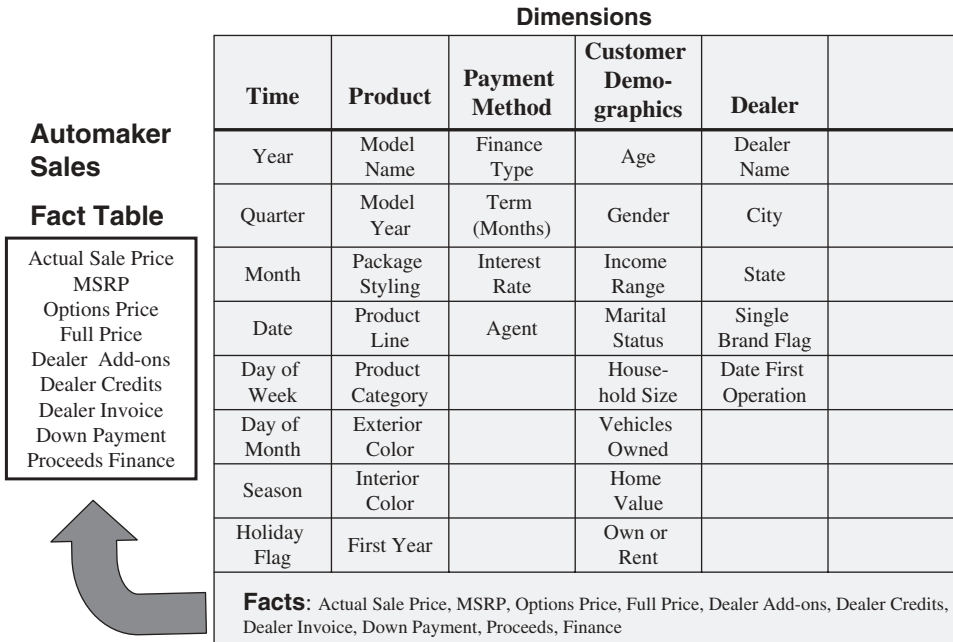 Dimensions
Automaker
Sales
Fact Table
Actual Sale Price
MSRP
Options Price
Full Price
Dealer Add-ons
Dealer Credits
Dealer Invoice
Down Payment
Proceeds Finance
Time
Product
Payment
Method
Customer
Demo-
graphics
Dealer
Year
Model
Name
Finance
Type
Age
Dealer
Name
Quarter
Model
Year
Term
(Months)
Gender
City
Month
Package
Styling
Interest
Rate
Income
Range
State
Date
Product
Line
Agent
Marital
Status
Single
Brand Flag
Day of
Week
Product
Category
House-
hold Size
Date First
Operation
Day of
Month
Exterior
Color
Vehicles
Owned
Season
Interior
Color
Home
Value
Holiday
Flag
First Year
Own or
Rent
Facts: Actual Sale Price, MSRP, Options Price, Full Price, Dealer Add-ons, Dealer Credits,
Dealer Invoice, Down Payment, Proceeds, Finance